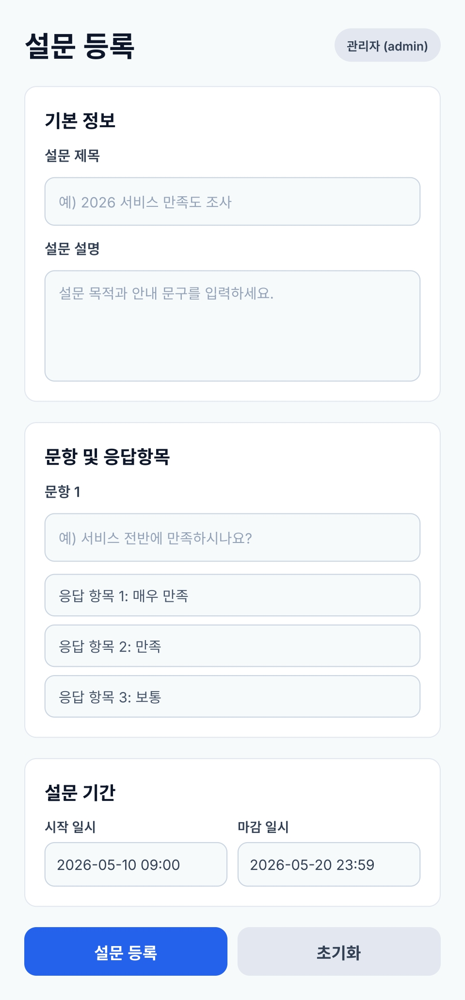 설문 등록
관리자 (admin)
기본 정보
설문 제목
예) 2026 서비스 만족도 조사
설문 설명
설문 목적과 안내 문구를 입력하세요.
문항 및 응답항목
문항 1
예) 서비스 전반에 만족하시나요?
응답 항목 1: 매우 만족
응답 항목 2: 만족
응답 항목 3: 보통
설문 기간
시작 일시
마감 일시
2026-05-10 09:00
2026-05-20 23:59
설문 등록
초기화